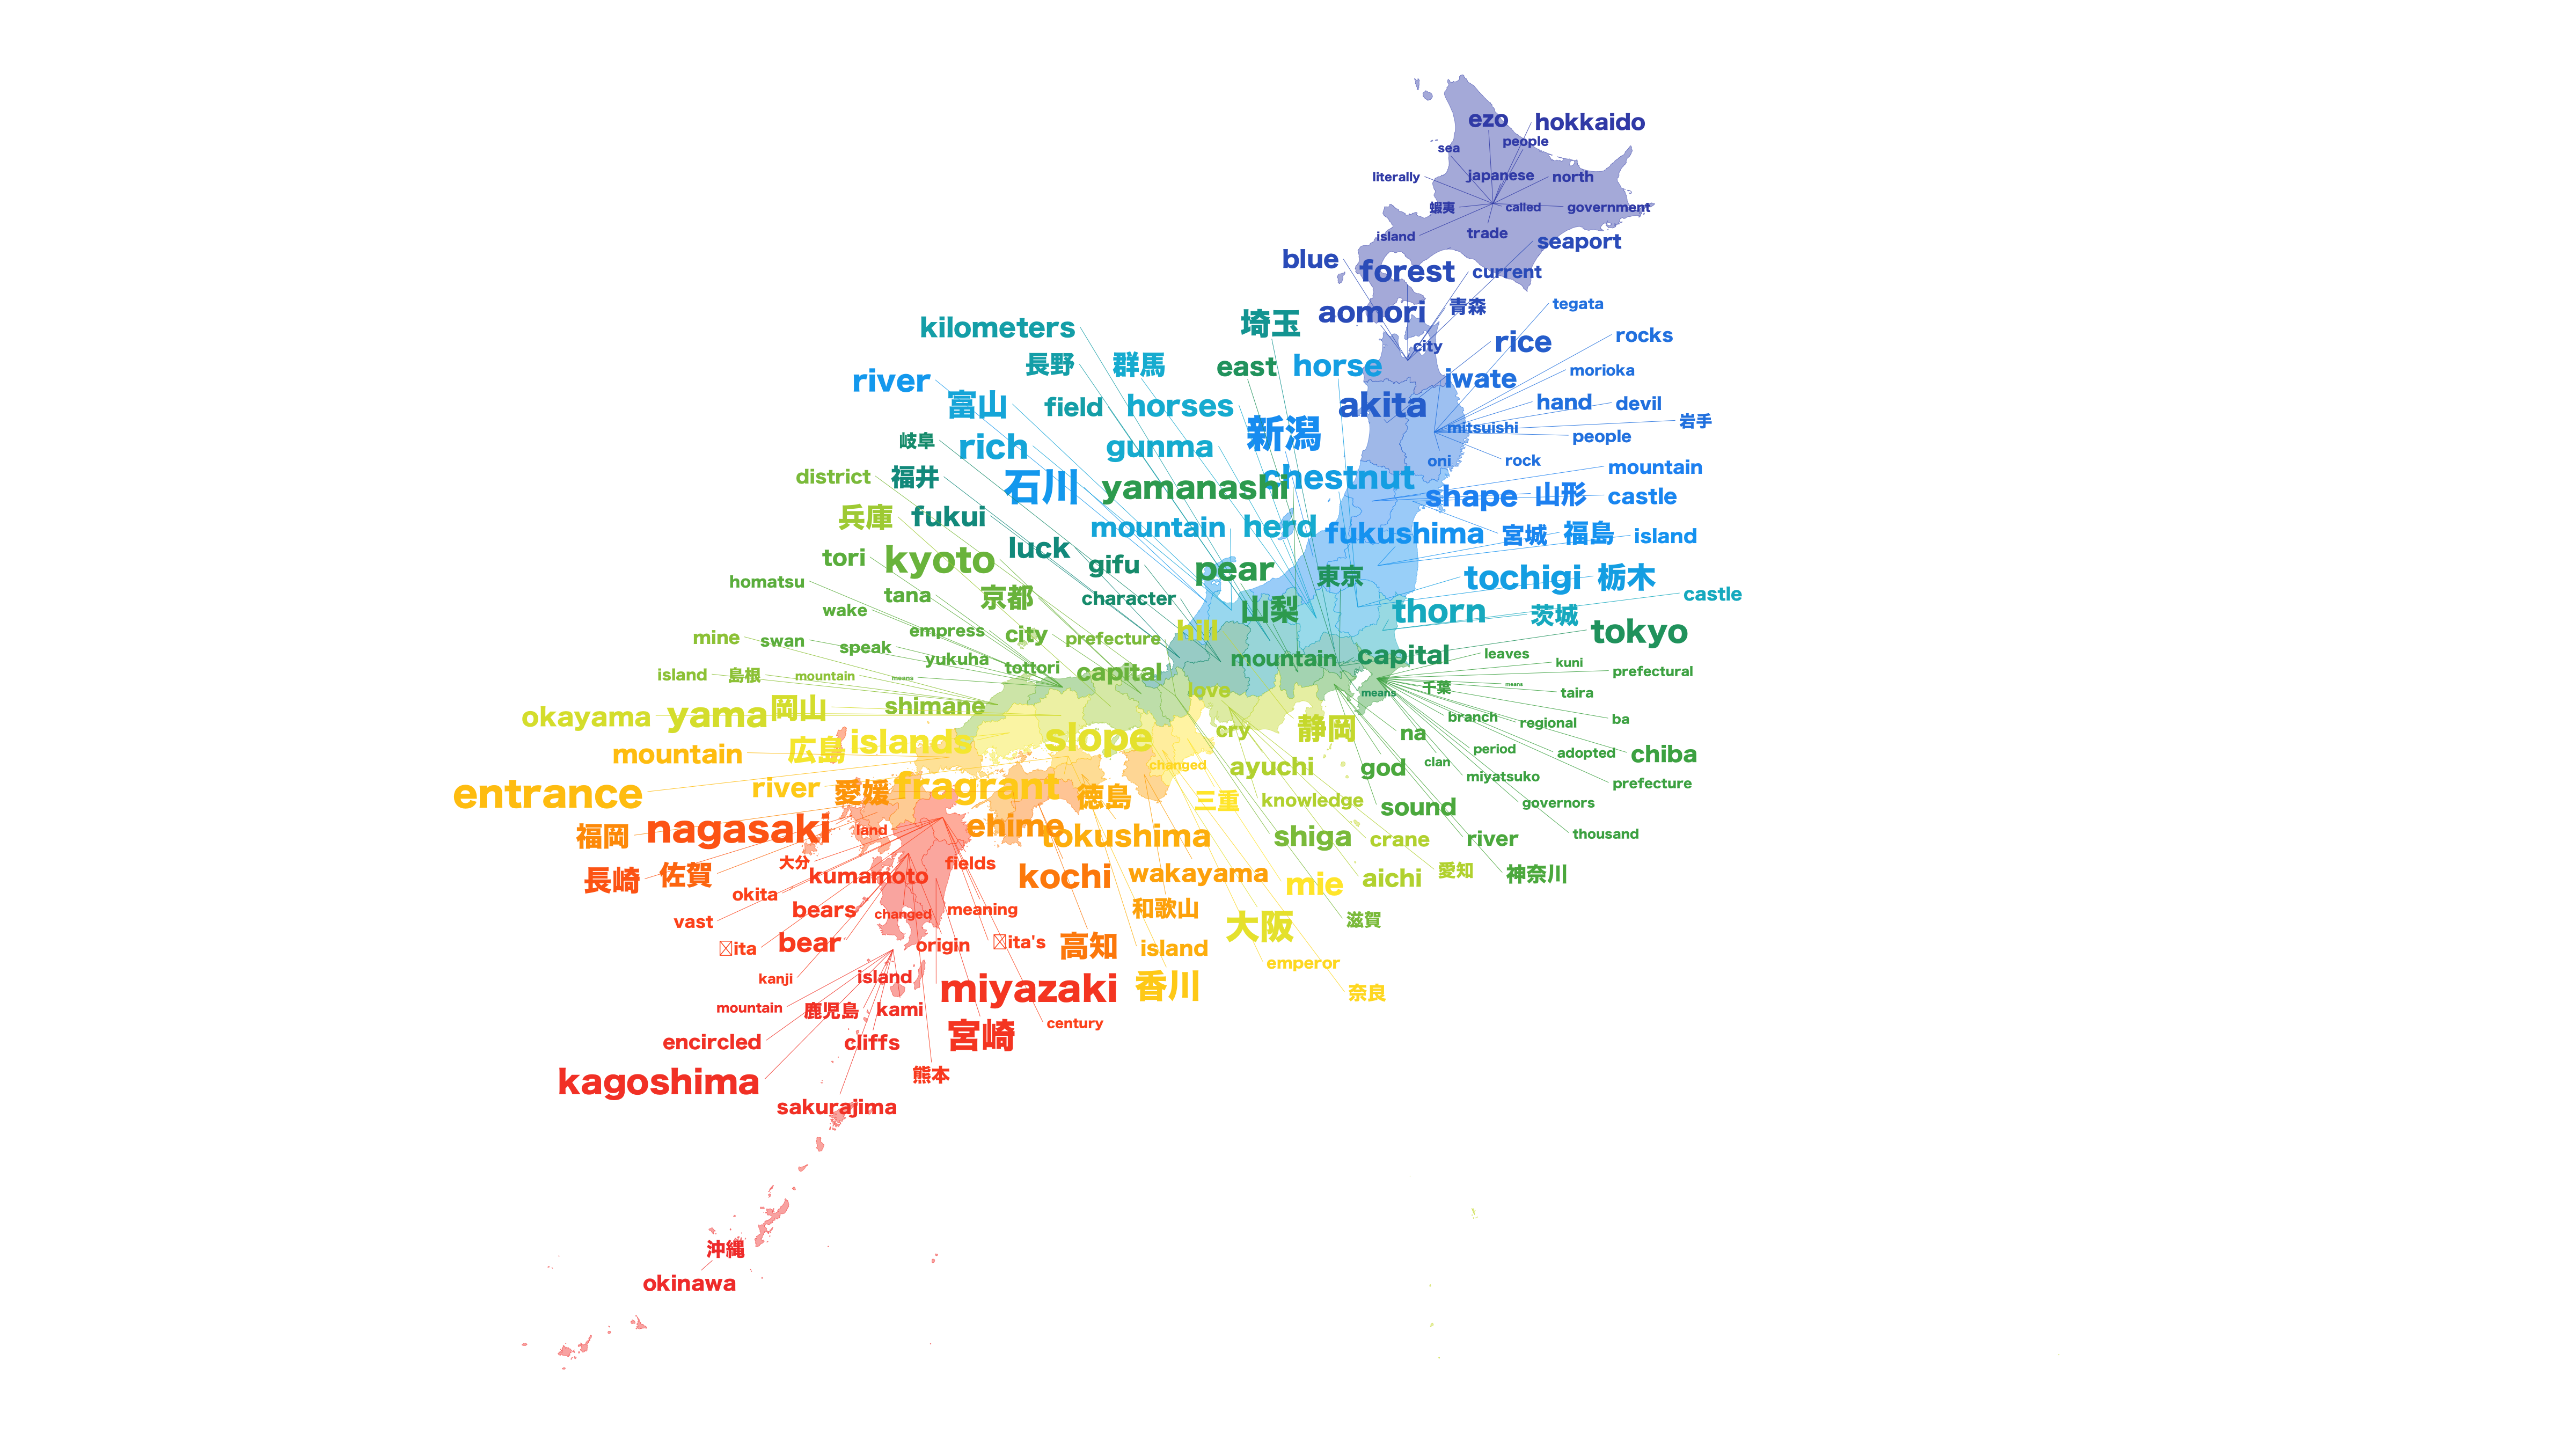 ezo
hokkaido
people
sea
literally
japanese
north
蝦夷
called
government
island
trade
seaport
blue
forest
current
aomori
青森
tegata
kilometers
埼玉
city
rice
rocks
長野
群馬
east
horse
iwate
morioka
river
富山
field
horses
akita
hand
devil
岩手
岐阜
rich
gunma
新潟
mitsuishi
people
oni
rock
district
福井
石川
yamanashi
chestnut
mountain
shape
山形
castle
兵庫
fukui
mountain
herd
fukushima
宮城
福島
island
tori
kyoto
luck
gifu
pear
東京
tochigi
栃木
homatsu
tana
京都
character
山梨
thorn
茨城
castle
wake
empress
city
prefecture
hill
tokyo
mine
swan
speak
yukuha
tottori
capital
mountain
capital
leaves
kuni
prefectural
island
島根
mountain
means
love
means
千葉
means
taira
okayama
yama
岡山
shimane
cry
静岡
na
branch
regional
ba
mountain
広島
islands
slope
changed
ayuchi
god
clan
period
adopted
chiba
entrance
river
愛媛
fragrant
徳島
三重
knowledge
sound
miyatsuko
prefecture
governors
福岡
nagasaki
land
ehime
tokushima
shiga
crane
river
thousand
長崎
佐賀
大分
kumamoto
fields
kochi
wakayama
mie
aichi
愛知
神奈川
okita
bears
changed
meaning
和歌山
大阪
滋賀
vast
ita
bear
origin
ita's
高知
island
emperor
kanji
island
miyazaki
香川
奈良
mountain
鹿児島
kami
宮崎
century
encircled
cliffs
熊本
kagoshima
sakurajima
沖縄
okinawa